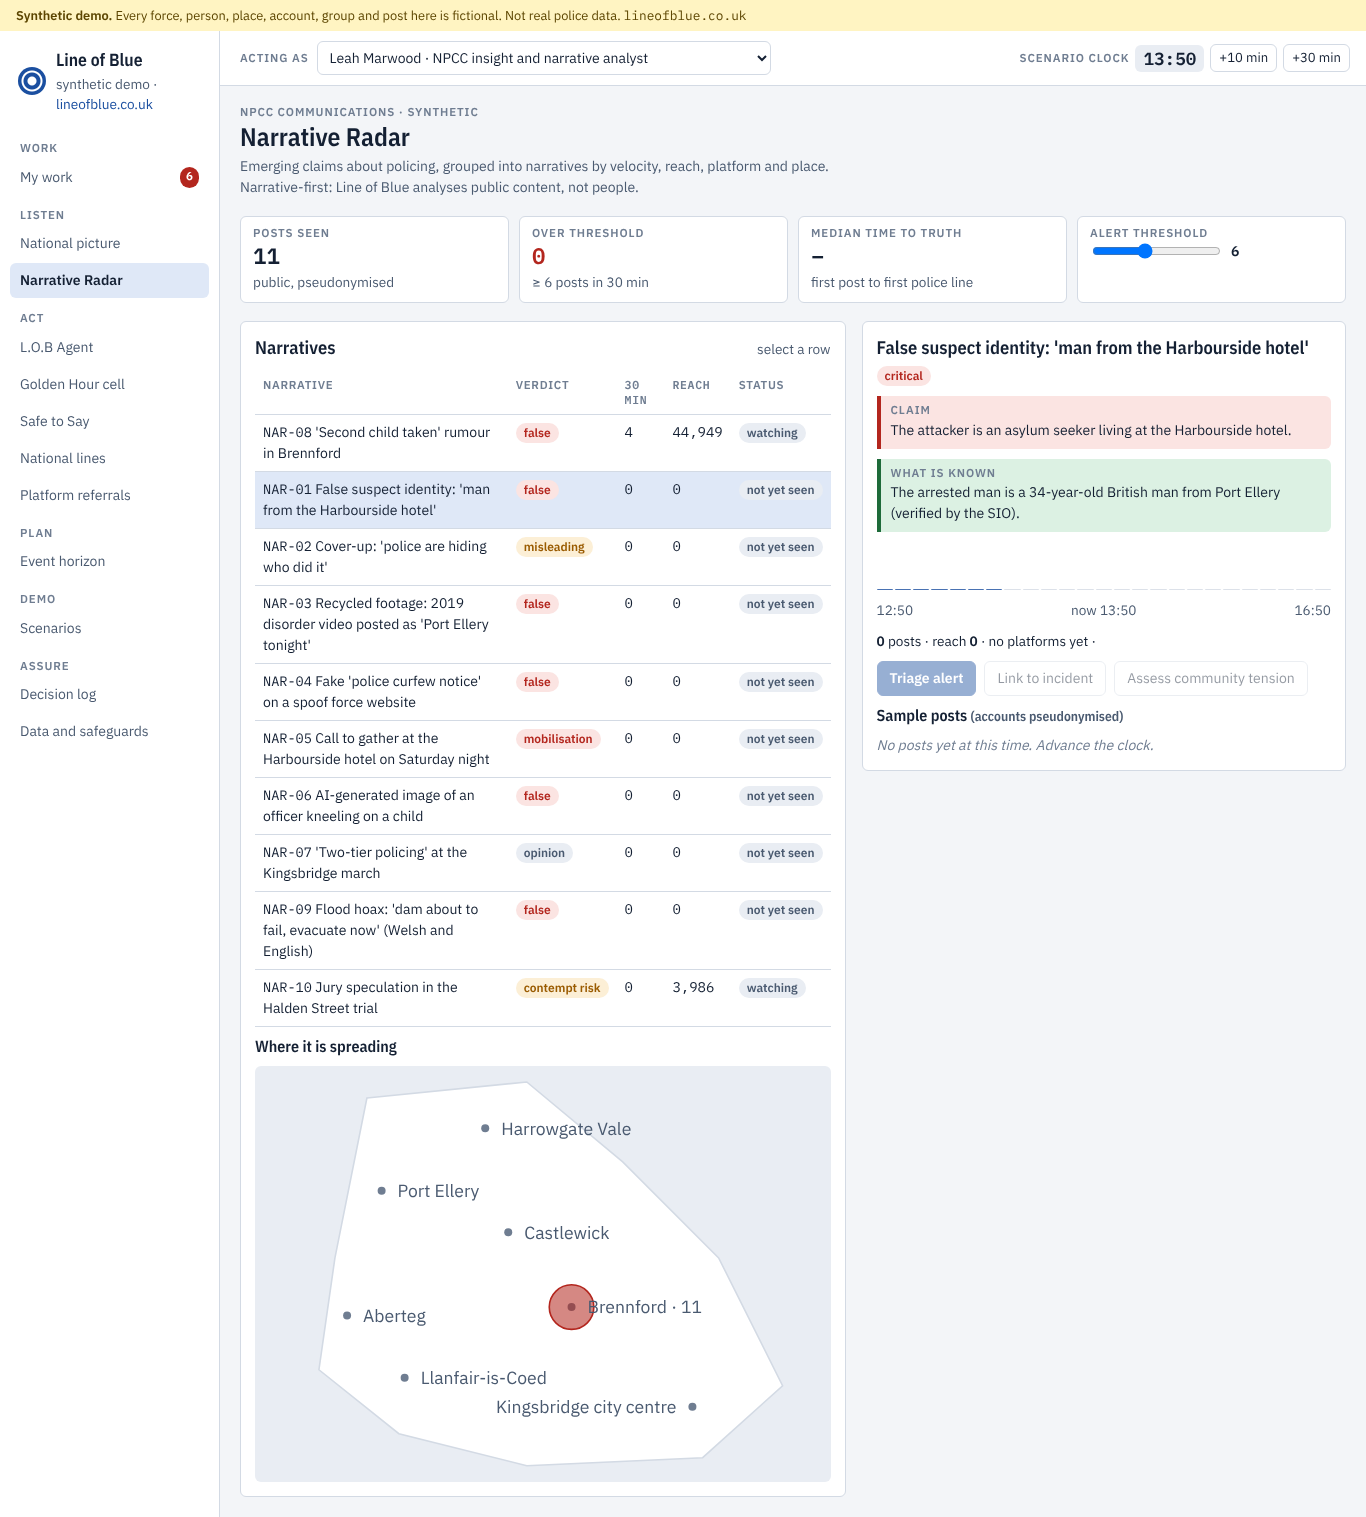 Synthetic demo. Every force, person, place, account, group and post here is fictional. Not real police data. lineofblue.co.uk
Line of Blue
synthetic demo ·
lineofblue.co.uk
WORK
My work 6
LISTEN
National picture
Narrative Radar
ACT
L.O.B Agent
Golden Hour cell
Safe to Say
National lines
Platform referrals
PLAN
Event horizon
DEMO
Scenarios
ASSURE
Decision log
Data and safeguards
ACTING AS Leah Marwood · NPCC insight and narrative analyst
SCENARIO CLOCK 13:50 +10 min +30 min
NPCC COMMUNICATIONS · SYNTHETIC
Narrative Radar
Emerging claims about policing, grouped into narratives by velocity, reach, platform and place.
Narrative-first: Line of Blue analyses public content, not people.
POSTS SEEN
11
public, pseudonymised
OVER THRESHOLD
0
≥ 6 posts in 30 min
MEDIAN TIME TO TRUTH
–
first post to first police line
ALERT THRESHOLD
6
Narratives select a row
NARRATIVE VERDICT 30 MIN REACH STATUS
NAR-08 'Second child taken' rumour false 4 44,949 watching
in Brennford
NAR-01 False suspect identity: 'man false 0 0 not yet seen
from the Harbourside hotel'
NAR-02 Cover-up: 'police are hiding misleading 0 0 not yet seen
who did it'
NAR-03 Recycled footage: 2019 false 0 0 not yet seen
disorder video posted as 'Port Ellery
tonight'
NAR-04 Fake 'police curfew notice' false 0 0 not yet seen
on a spoof force website
NAR-05 Call to gather at the mobilisation 0 0 not yet seen
Harbourside hotel on Saturday night
NAR-06 AI-generated image of an false 0 0 not yet seen
officer kneeling on a child
NAR-07 'Two-tier policing' at the opinion 0 0 not yet seen
Kingsbridge march
NAR-09 Flood hoax: 'dam about to false 0 0 not yet seen
fail, evacuate now' (Welsh and
English)
NAR-10 Jury speculation in the contempt risk 0 3,986 watching
Halden Street trial
Where it is spreading
Harrowgate Vale
Port Ellery
Castlewick
Brennford · 11
Aberteg
Llanfair-is-Coed
Kingsbridge city centre
False suspect identity: 'man from the Harbourside hotel'
critical
CLAIM
The attacker is an asylum seeker living at the Harbourside hotel.
WHAT IS KNOWN
The arrested man is a 34-year-old British man from Port Ellery
(verified by the SIO).
12:50 now 13:50 16:50
0 posts · reach 0 · no platforms yet ·
Triage alert Link to incident Assess community tension
Sample posts (accounts pseudonymised)
No posts yet at this time. Advance the clock.